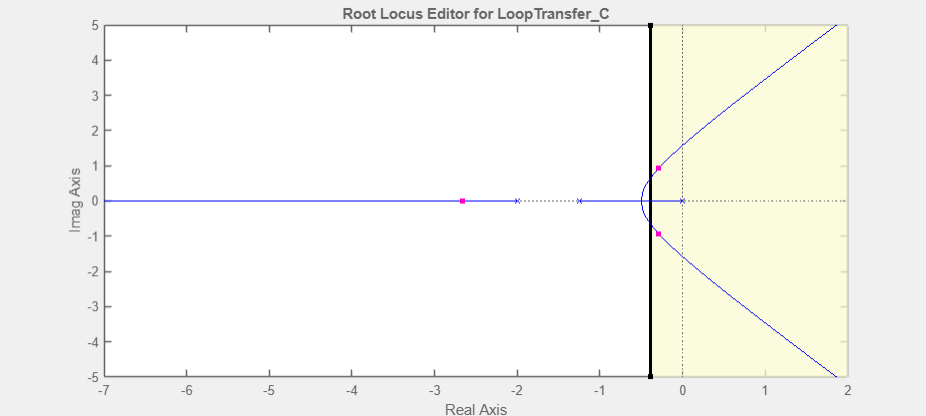 Root Locus Editor for LoopTransfer_C
5
4
3
2
1
0
-1
-2
-3
-4
-5
Imag Axis
-7 -6 -5 -4 -3 -2 -1 0 1 2
Real Axis